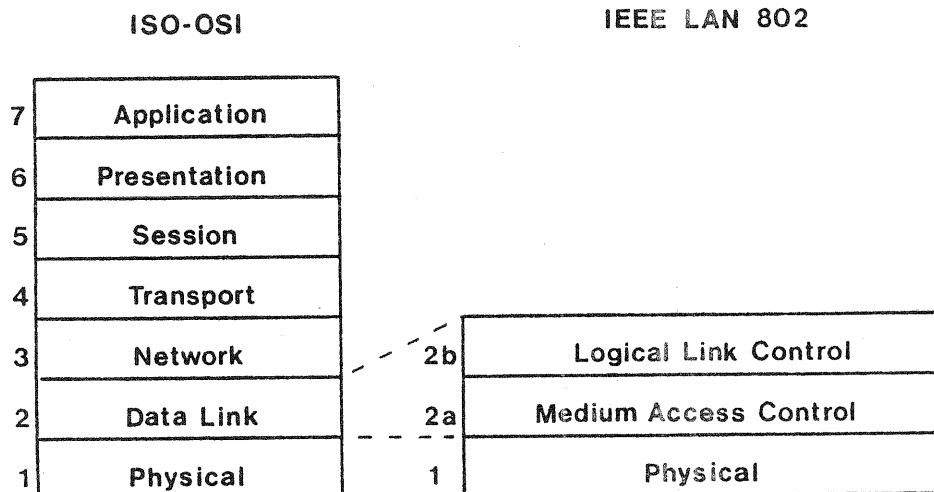 ISO-OSI
IEEE LAN 802
7 Application
6 Presentation
5 Session
4 Transport
3 Network
2 Data Link
1 Physical
2b Logical Link Control
2a Medium Access Control
1 Physical